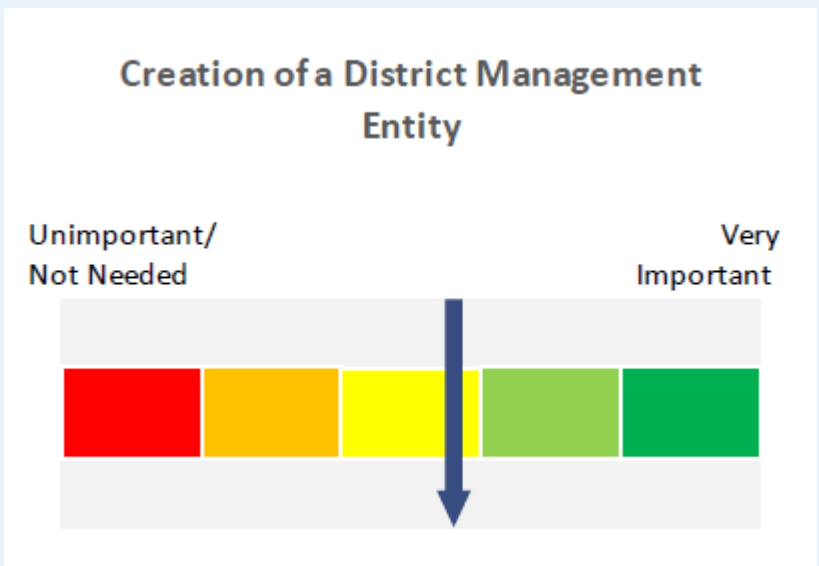 Creation of a District Management
Entity
Unimportant/
Not Needed
Very
Important